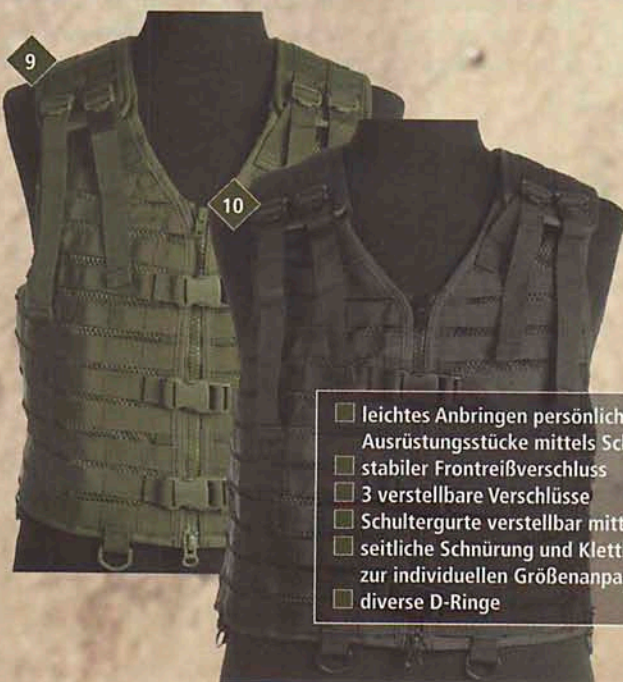 9
10
leichtes Anbringen persönlich
Ausrüstungsstücke mittels Sc
stabiler Frontreißverschluss
3 verstellbare Verschlüsse
Schultergurte verstellbar mitt
seitliche Schnürung und Klett
zur individuellen Größenanpa
diverse D-Ringe